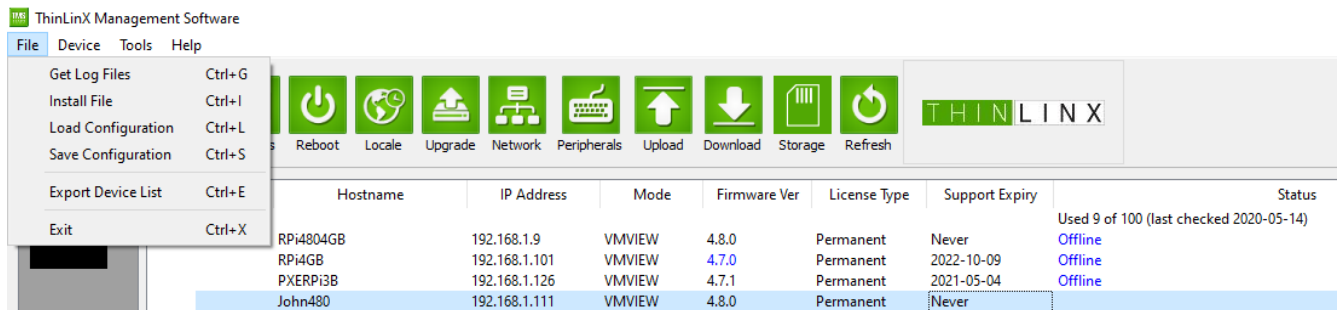 TMS ThinLinX Management Software
File Device Tools Help
Get Log Files Ctrl+G
Install File Ctrl+I
Load Configuration Ctrl+L
Save Configuration Ctrl+S
Export Device List Ctrl+E
Exit Ctrl+X
s Reboot Locale Upgrade Network Peripherals Upload Download Storage Refresh
THINLINX
Hostname IP Address Mode Firmware Ver License Type Support Expiry Status
Used 9 of 100 (last checked 2020-05-14)
RPi4804GB 192.168.1.9 VMVIEW 4.8.0 Permanent Never Offline
RPi4GB 192.168.1.101 VMVIEW 4.7.0 Permanent 2022-10-09 Offline
PXERPi3B 192.168.1.126 VMVIEW 4.7.1 Permanent 2021-05-04 Offline
John480 192.168.1.111 VMVIEW 4.8.0 Permanent Never